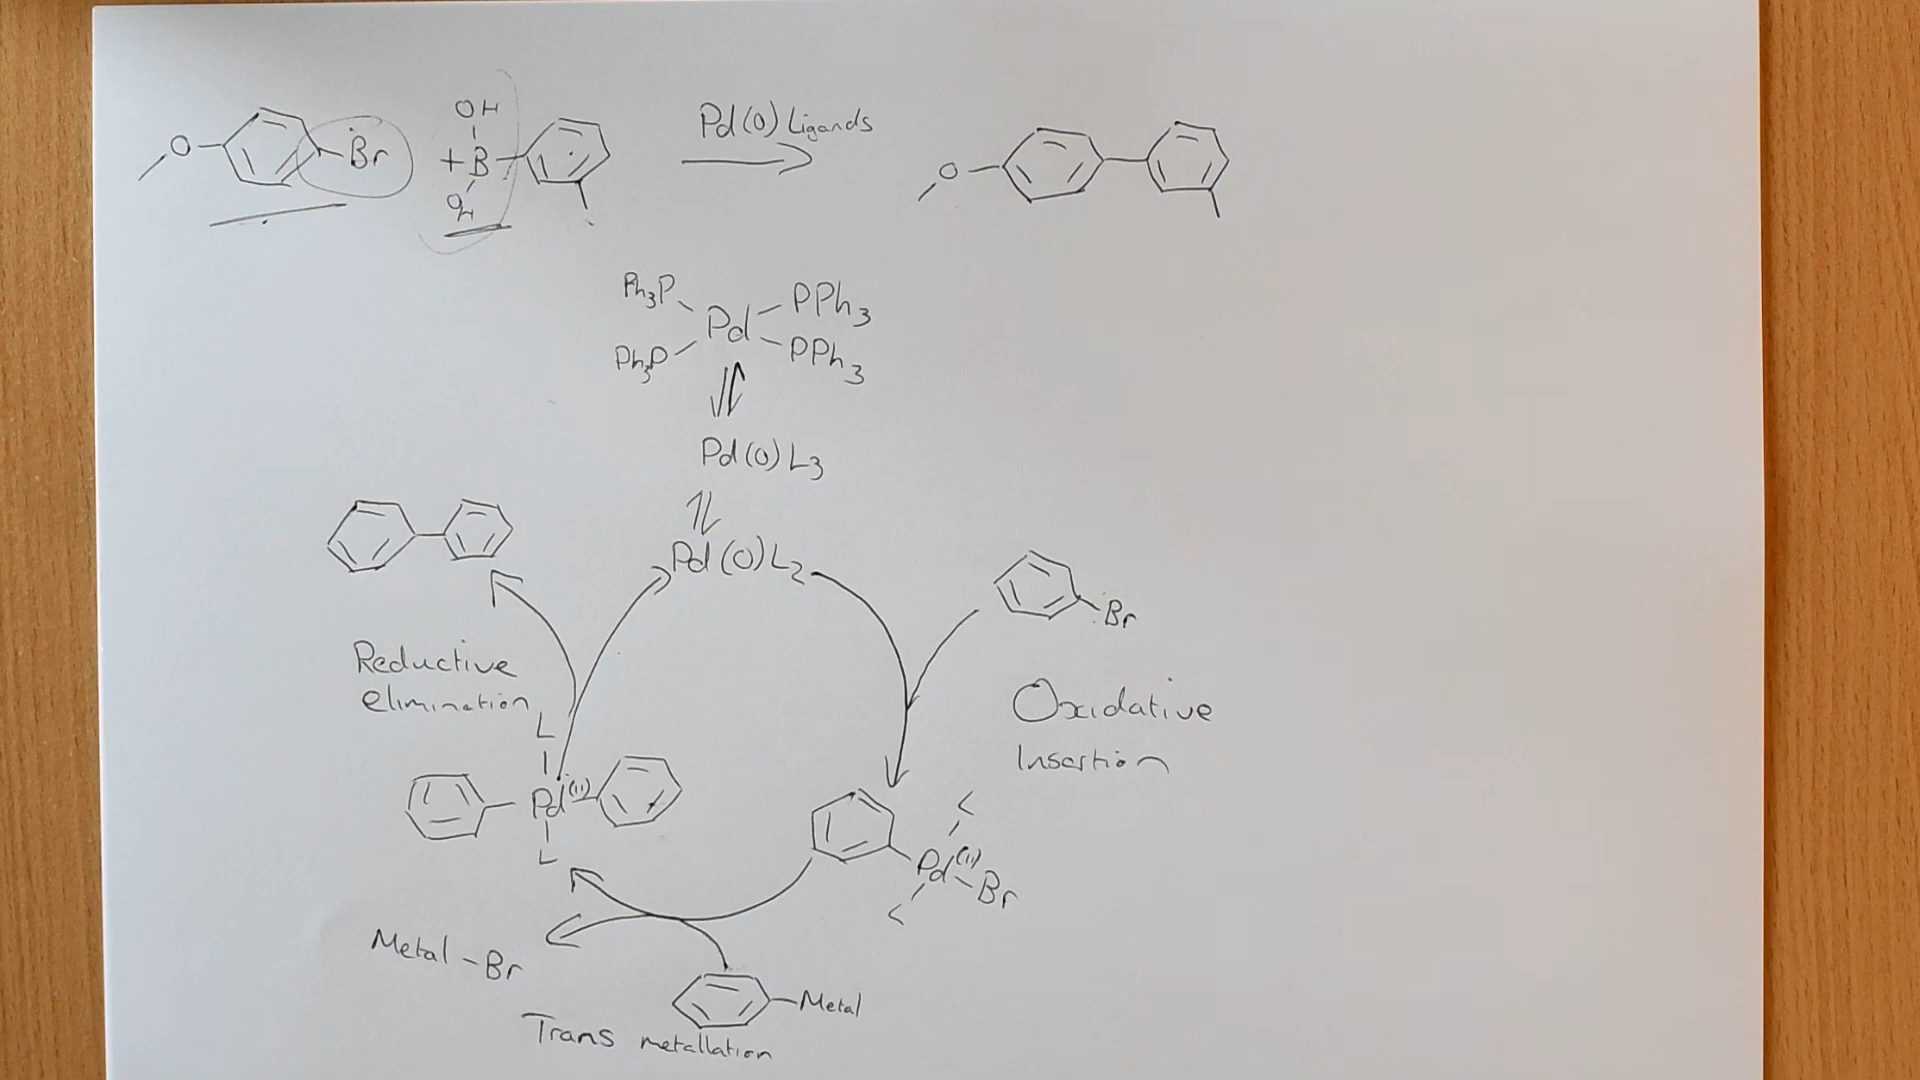 O
Br
+
OH
B
OH
Pd(0) Ligands
O
Ph3P
PPh3
Pd
Ph3P
PPh3
Pd(0)L3
Pd(0)L2
Br
Reductive
elimination
Oxidative
Insertion
L
Pd(II)
L
L
Pd(II)
Br
L
Metal-Br
Metal
Trans metallation